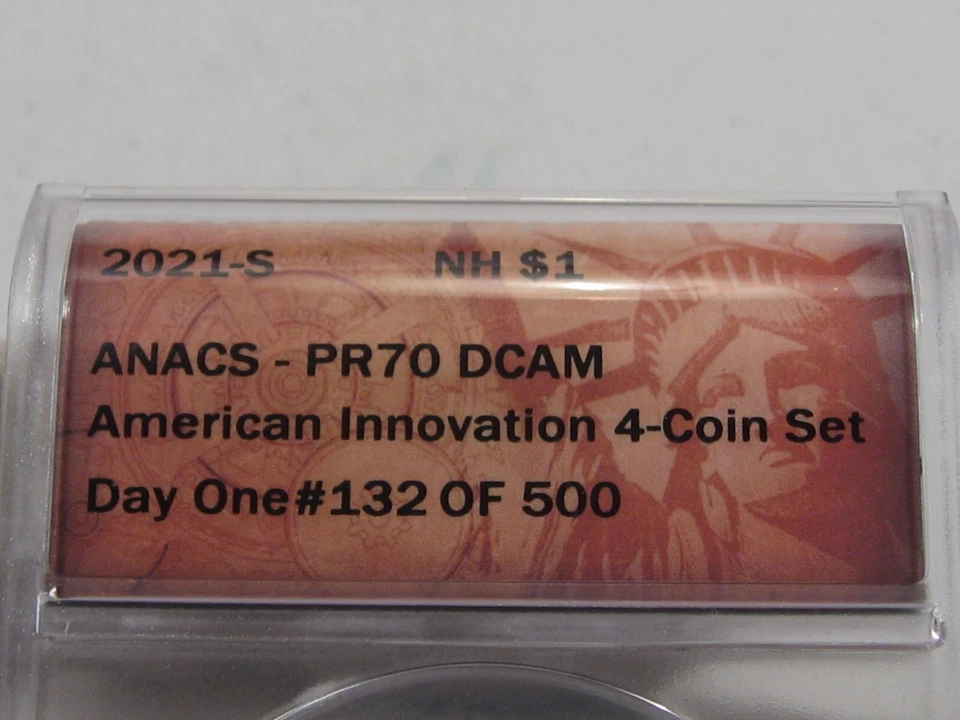 2021-S NH $1
ANACS - PR70 DCAM
American Innovation 4-Coin Set
Day One#132 OF 500